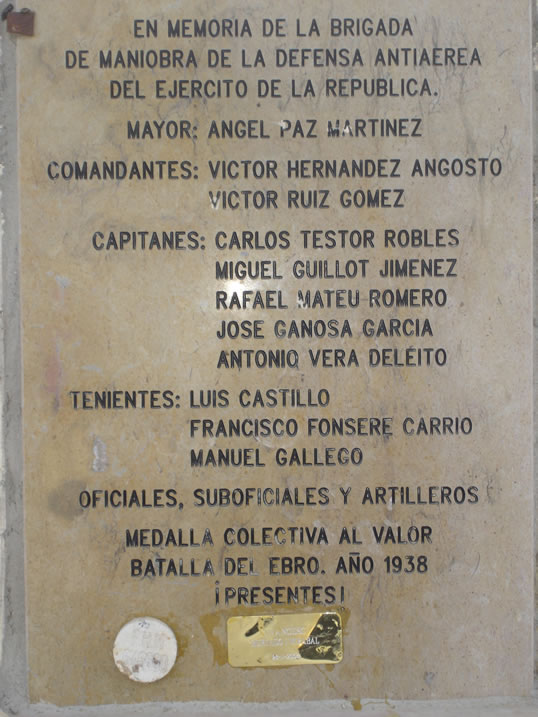 EN MEMORIA DE LA BRIGADA
DE MANIOBRA DE LA DEFENSA ANTIAEREA
DEL EJERCITO DE LA REPUBLICA.
MAYOR: ANGEL PAZ MARTINEZ
COMANDANTES: VICTOR HERNANDEZ ANGOSTO
VICTOR RUIZ GOMEZ
CAPITANES: CARLOS TESTOR ROBLES
MIGUEL GUILLOT JIMENEZ
RAFAEL MATEU ROMERO
JOSE GANOSA GARCIA
ANTONIO VERA DELEITO
TENIENTES: LUIS CASTILLO
FRANCISCO FONSERE CARRIO
MANUEL GALLEGO
OFICIALES, SUBOFICIALES Y ARTILLEROS
MEDALLA COLECTIVA AL VALOR
BATALLA DEL EBRO. AÑO 1938
¡PRESENTES!